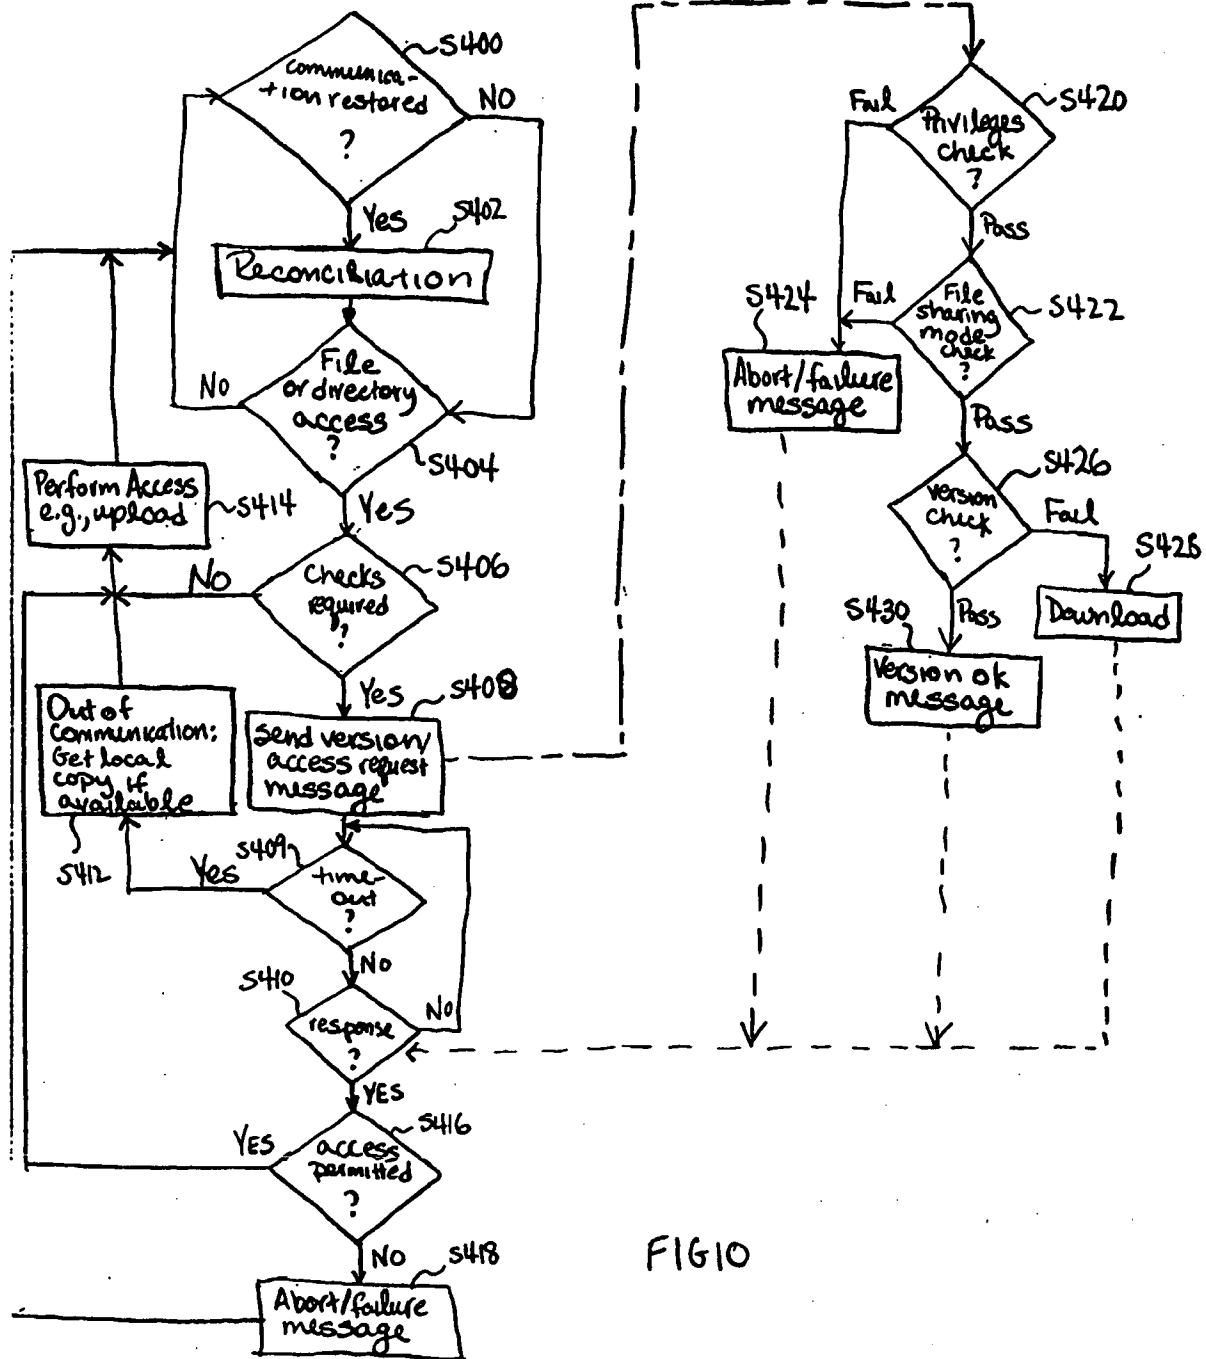 S400
communica-
tion restored
?
NO
Yes
S402
Reconciliation
File
or directory
access
?
No
S404
Yes
Perform Access
e.g., upload
S414
Checks
required
?
S406
No
Yes
S408
Send version/
access request
message
Out of
communication:
Get local
copy if
available
S412
S409
time-
out
?
Yes
No
S410
response
?
No
YES
S416
access
permitted
?
YES
NO
S418
Abort/failure
message
S420
Privileges
check
?
Fail
Pass
S422
File
sharing
mode
check
?
Fail
S424
Abort/failure
message
Pass
S426
version
check
?
Fail
S428
Download
Pass
S430
Version ok
message
FIG10